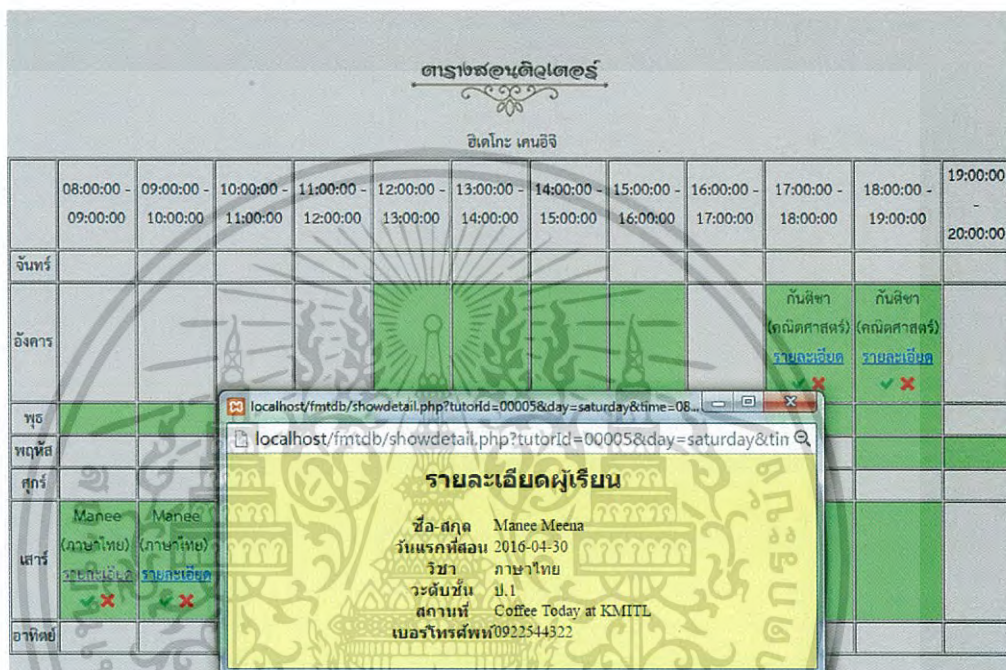 ตารางสอนติวเตอร์
ฮิเดโกะ เคนอิจิ
08:00:00 - 09:00:00 - 10:00:00 - 11:00:00 - 12:00:00 - 13:00:00 - 14:00:00 - 15:00:00 - 16:00:00 - 17:00:00 - 18:00:00 - 19:00:00 -
09:00:00 10:00:00 11:00:00 12:00:00 13:00:00 14:00:00 15:00:00 16:00:00 17:00:00 18:00:00 19:00:00 20:00:00
จันทร์
อังคาร
กันติชา กันติชา
(คณิตศาสตร์) (คณิตศาสตร์)
รายละเอียด รายละเอียด
พุธ
พฤหัส
ศุกร์
เสาร์
Manee Manee
(ภาษาไทย) (ภาษาไทย)
รายละเอียด รายละเอียด
อาทิตย์
localhost/fmtdb/showdetail.php?tutorId=00005&day=saturday&time=08...
localhost/fmtdb/showdetail.php?tutorId=00005&day=saturday&tim
รายละเอียดผู้เรียน
ชื่อ-สกุล Manee Meena
วันแรกที่สอน 2016-04-30
วิชา ภาษาไทย
ระดับชั้น ป.1
สถานที่ Coffee Today at KMITL
เบอร์โทรศัพท์ 0922544322